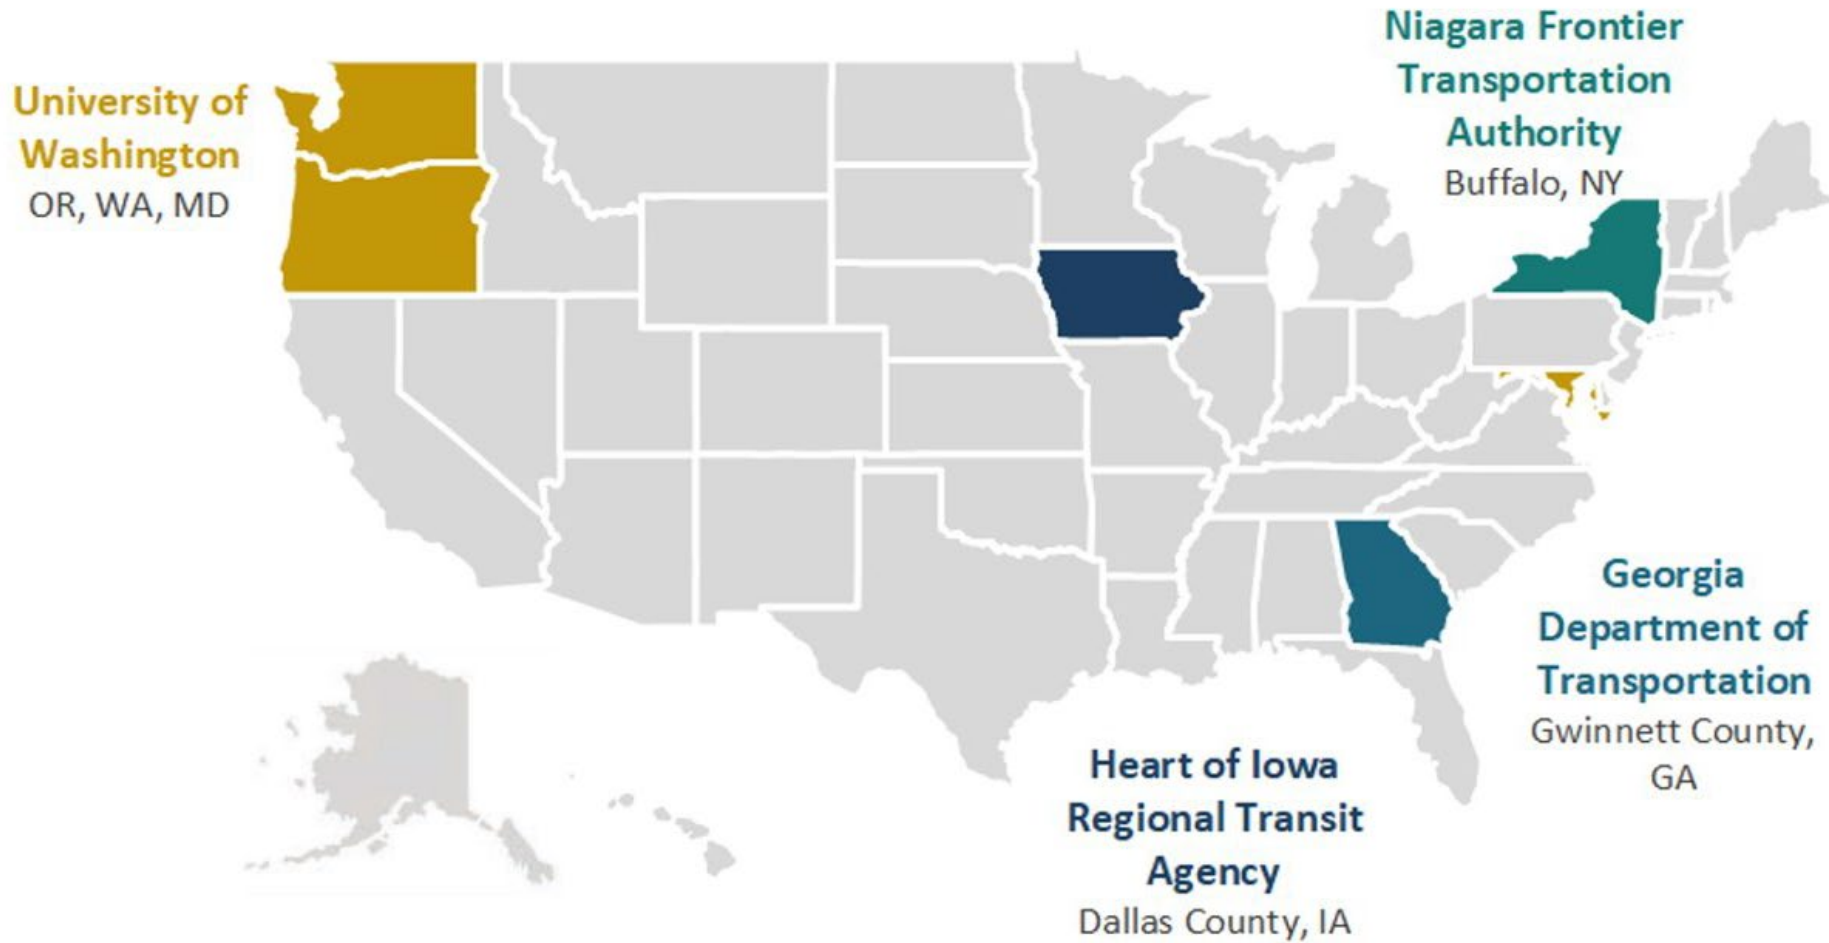 University of
Washington
OR, WA, MD
Niagara Frontier
Transportation
Authority
Buffalo, NY
Georgia
Department of
Transportation
Gwinnett County,
GA
Heart of Iowa
Regional Transit
Agency
Dallas County, IA